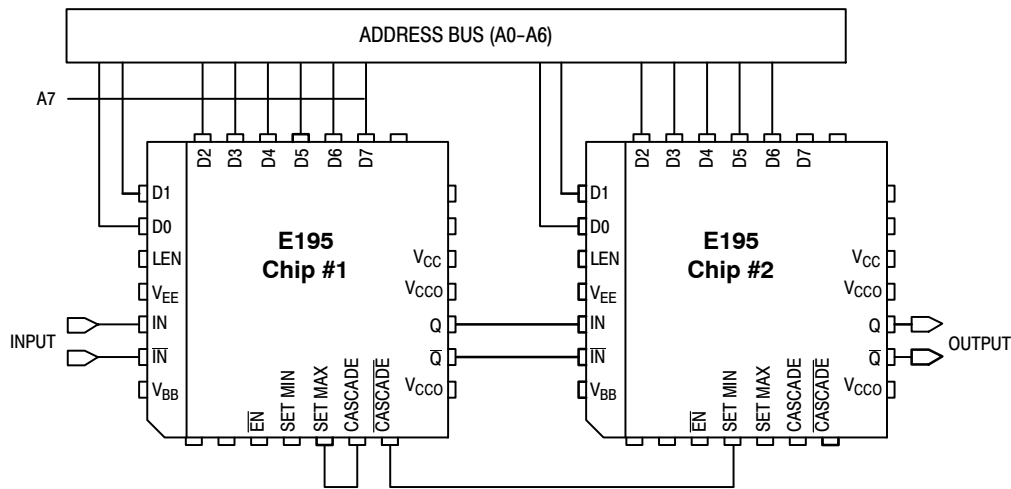 ADDRESS BUS (A0–A6)
A7
D2
D3
D4
D5
D6
D7
D1
D0
LEN
VEE
IN
IN
VBB
E195
Chip #1
VCC
VCCO
Q
Q
VCCO
EN
SET MIN
SET MAX
CASCADE
CASCADE
INPUT
D2
D3
D4
D5
D6
D7
D1
D0
LEN
VEE
IN
IN
VBB
E195
Chip #2
VCC
VCCO
Q
Q
VCCO
EN
SET MIN
SET MAX
CASCADE
CASCADE
OUTPUT